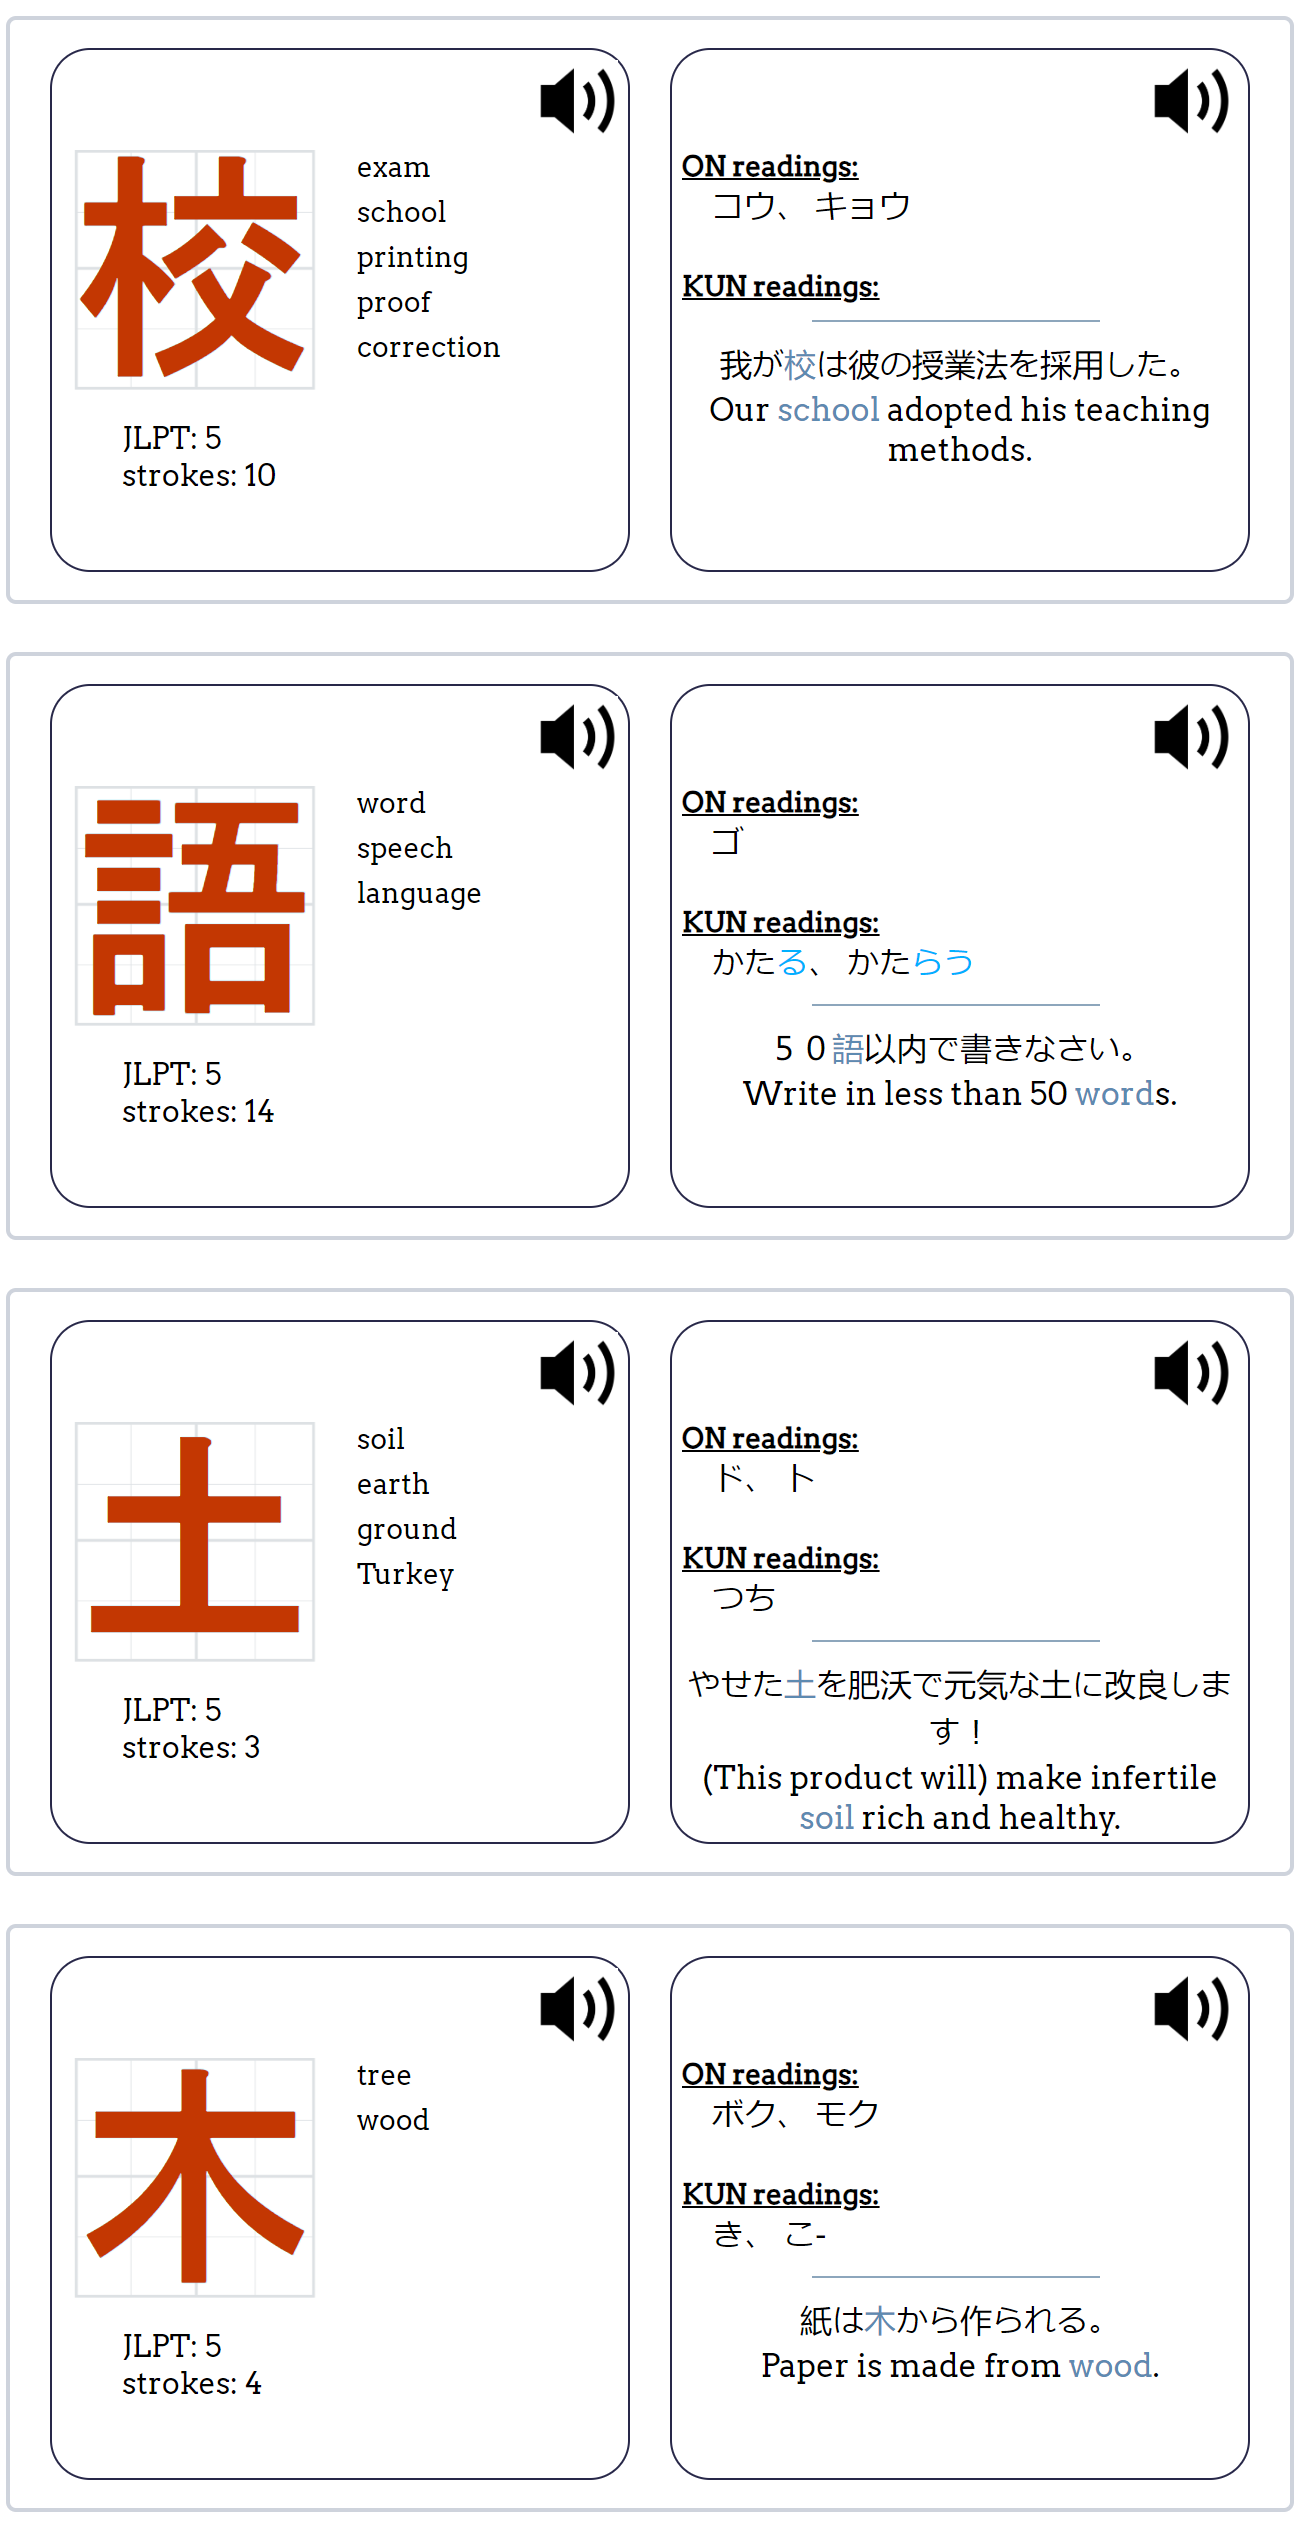 校
exam
school
printing
proof
correction
JLPT: 5
strokes: 10
ON readings:
コウ、 キョウ
KUN readings:
我が校は彼の授業法を採用した。
Our school adopted his teaching
methods.
語
word
speech
language
JLPT: 5
strokes: 14
ON readings:
ゴ
KUN readings:
かたる、 かたらう
５０語以内で書きなさい。
Write in less than 50 words.
土
soil
earth
ground
Turkey
JLPT: 5
strokes: 3
ON readings:
ド、 ト
KUN readings:
つち
やせた土を肥沃で元気な土に改良しま
す！
(This product will) make infertile
soil rich and healthy.
木
tree
wood
JLPT: 5
strokes: 4
ON readings:
ボク、 モク
KUN readings:
き、 こ-
紙は木から作られる。
Paper is made from wood.